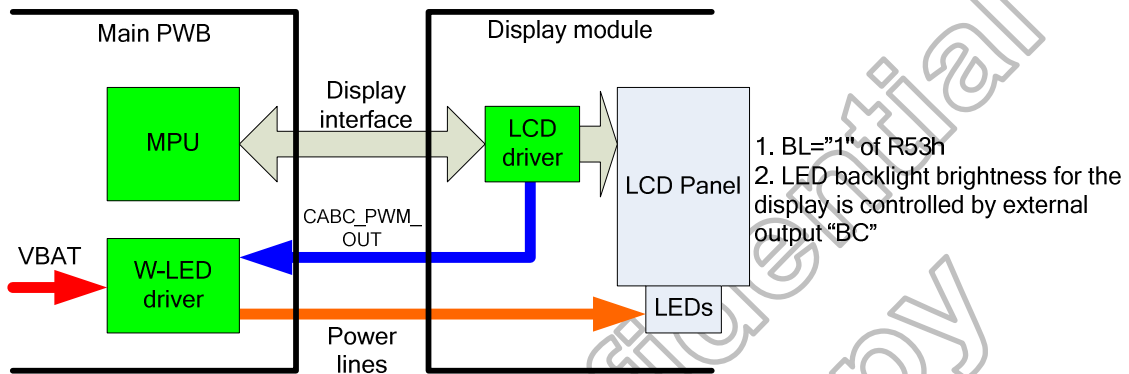 Main PWB
Display module
MPU
Display
interface
LCD
driver
LCD Panel
1. BL=”1" of R53h
2. LED backlight brightness for the
display is controlled by external
output “BC”
CABC_PWM_
OUT
VBAT
W-LED
driver
LEDs
Power
lines